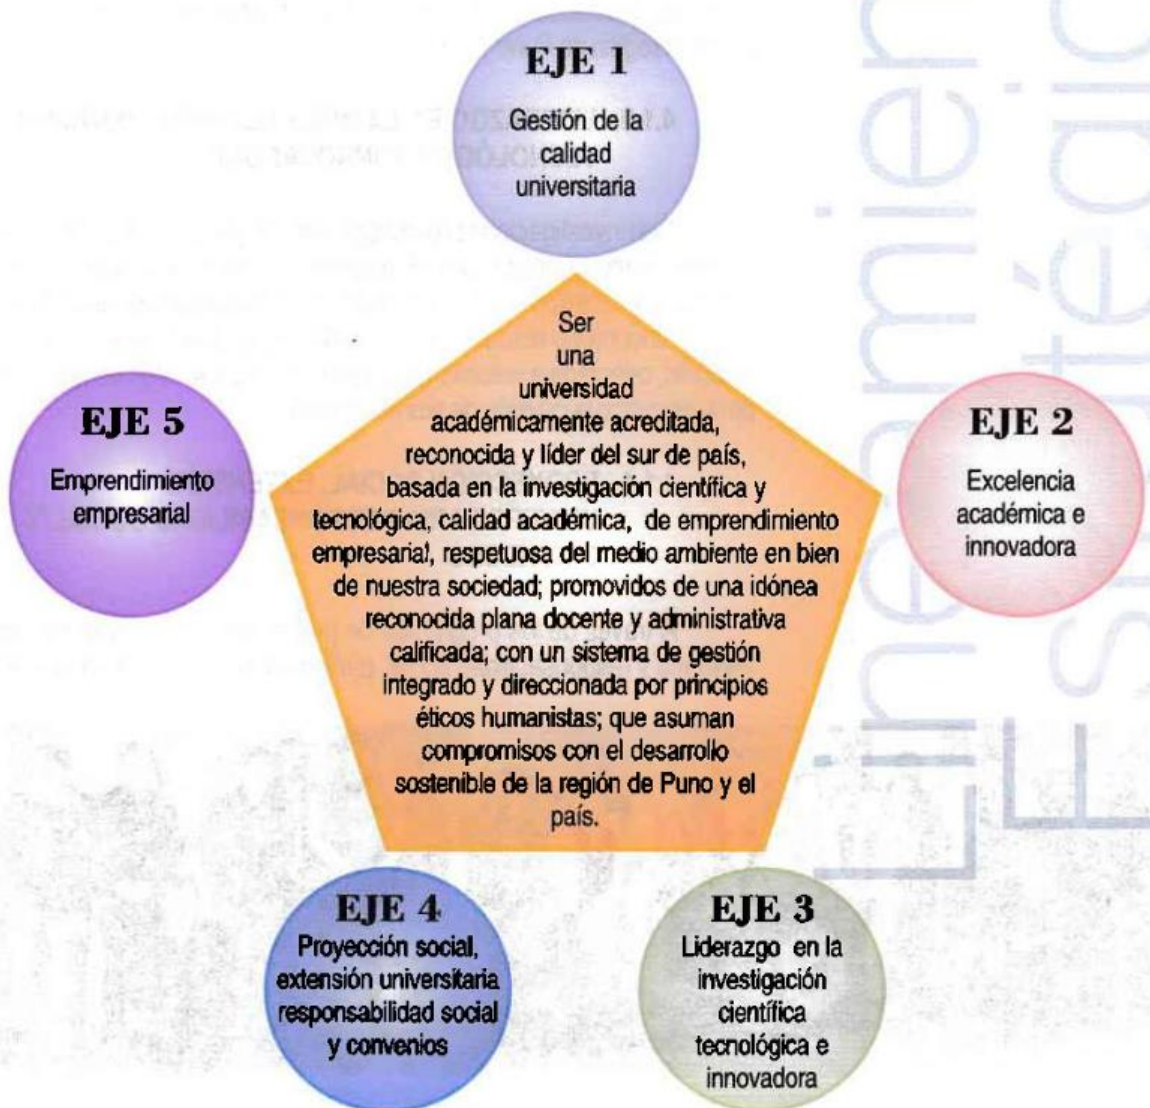 EJE 1
Gestión de la
calidad
universitaria
Ser
una
universidad
académicamente acreditada,
reconocida y líder del sur de país,
basada en la investigación científica y
tecnológica, calidad académica, de emprendimiento
empresarial, respetuosa del medio ambiente en bien
de nuestra sociedad; promovidos de una idónea
reconocida plana docente y administrativa
calificada; con un sistema de gestión
integrado y direccionada por principios
éticos humanistas; que asuman
compromisos con el desarrollo
sostenible de la región de Puno y el
país.
EJE 5
Emprendimiento
empresarial
EJE 2
Excelencia
académica e
innovadora
EJE 4
Proyección social,
extensión universitaria
responsabilidad social
y convenios
EJE 3
Liderazgo en la
investigación
científica
tecnológica e
innovadora
Lineamien
Estratégic